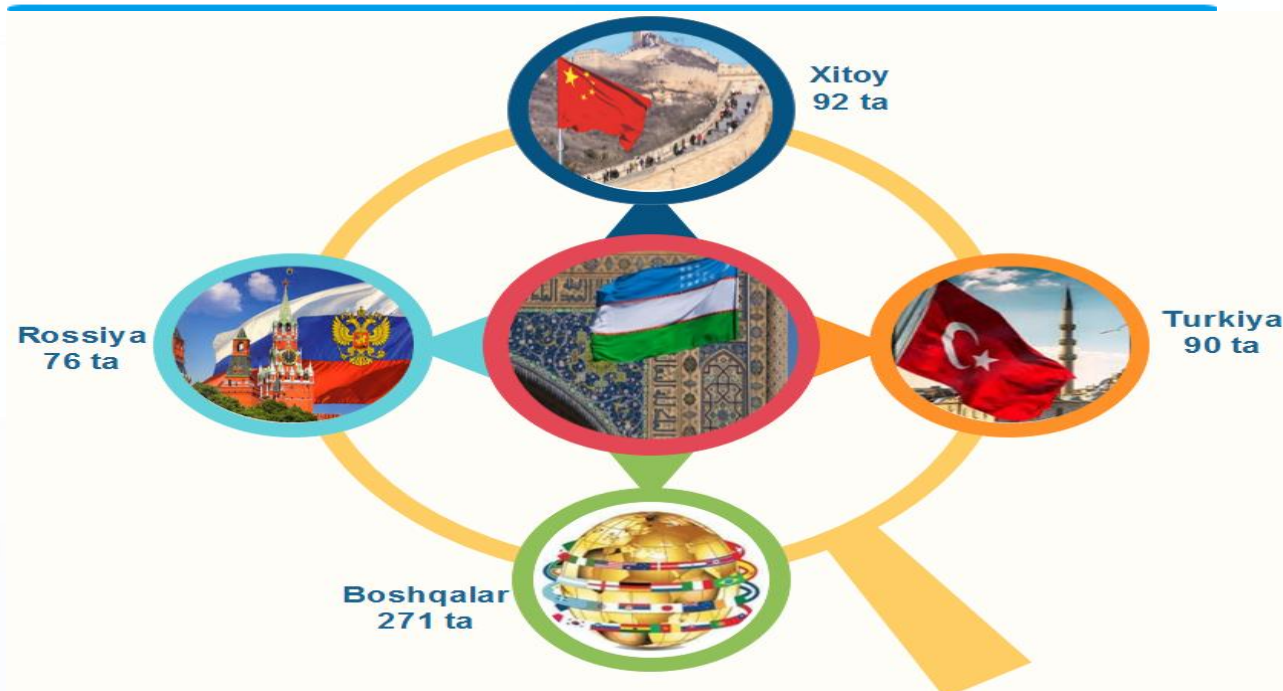 Xitoy
92 ta
Rossiya
76 ta
Turkiya
90 ta
Boshqalar
271 ta